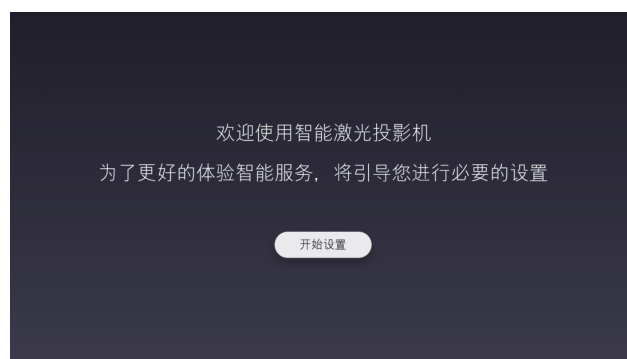 欢迎使用智能激光投影机
为了更好的体验智能服务，将引导您进行必要的设置
开始设置